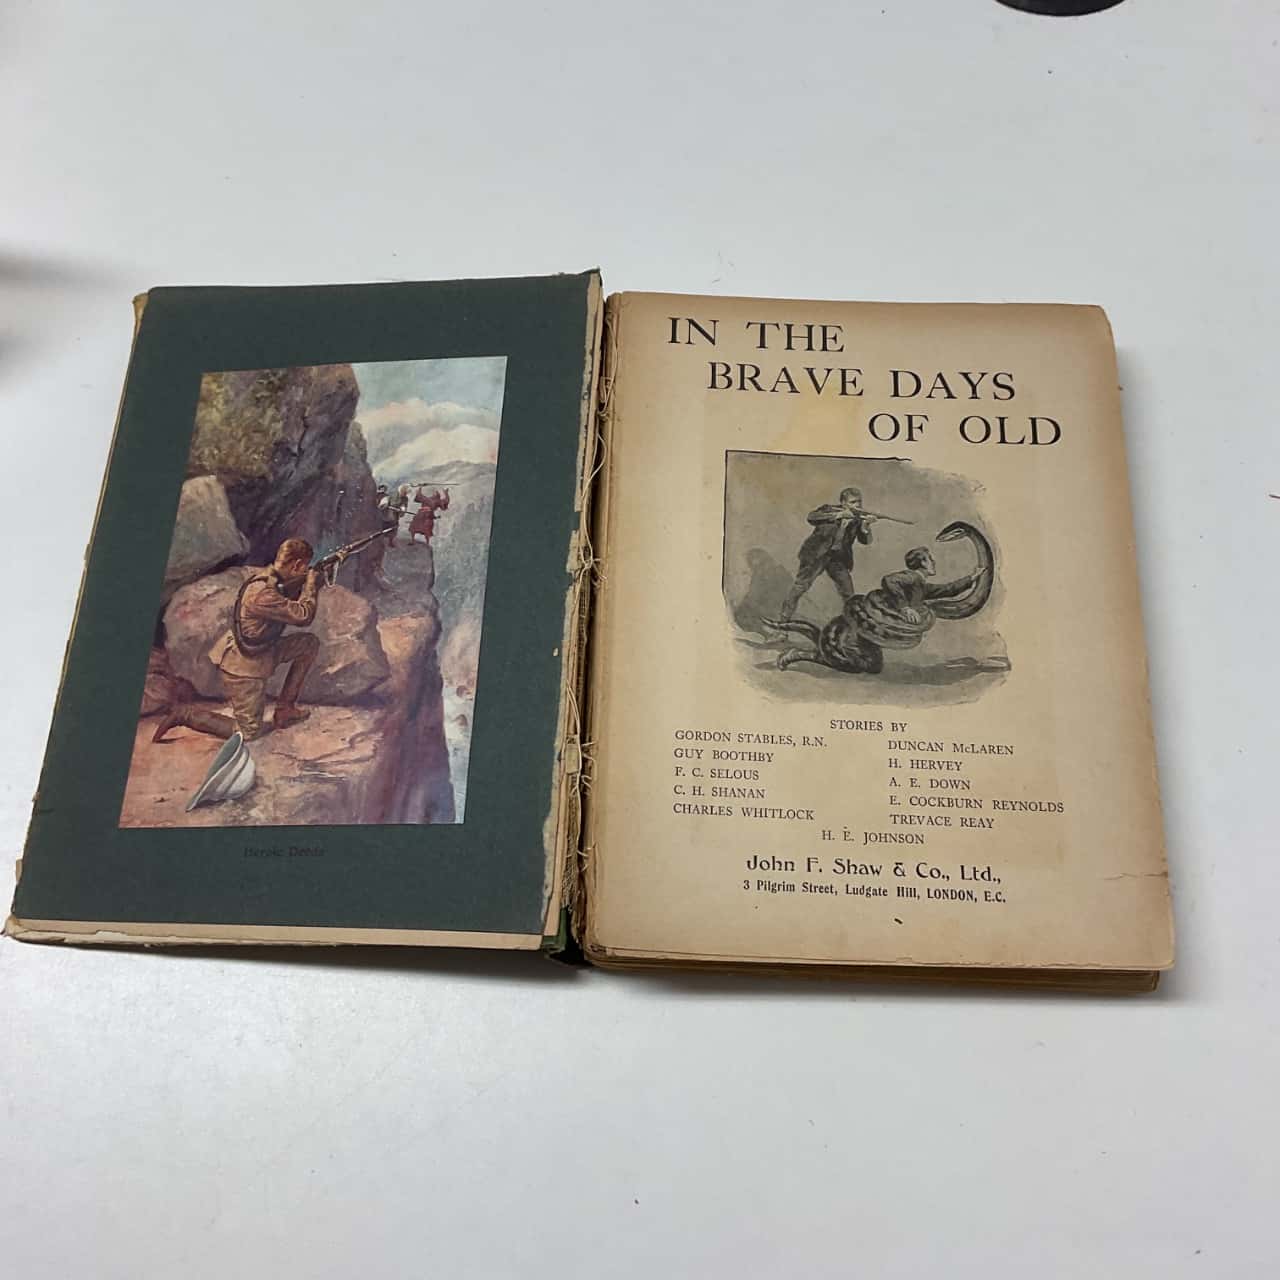 Heroic Deeds
IN THE
BRAVE DAYS
OF OLD
STORIES BY
GORDON STABLES, R.N.
GUY BOOTHBY
F. C. SELOUS
C. H. SHANAN
CHARLES WHITLOCK
DUNCAN McLAREN
H. HERVEY
A. E. DOWN
E. COCKBURN REYNOLDS
TREVACE REAY
H. E. JOHNSON
John F. Shaw & Co., Ltd.,
3 Pilgrim Street, Ludgate Hill, LONDON, E.C.